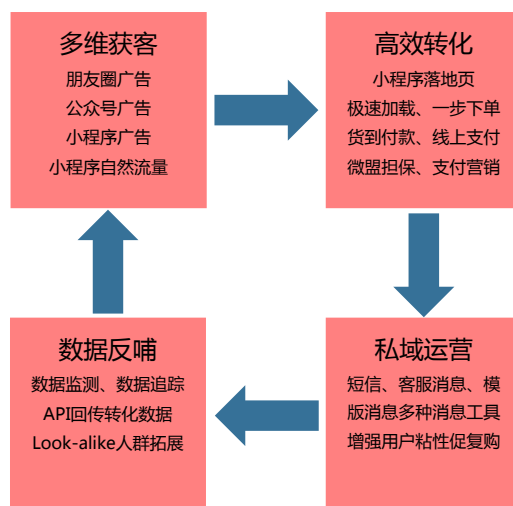 多维获客
朋友圈广告
公众号广告
小程序广告
小程序自然流量
高效转化
小程序落地页
极速加载、一步下单
货到付款、线上支付
微盟担保、支付营销
数据反哺
数据监测、数据追踪
API回传转化数据
Look-alike人群拓展
私域运营
短信、客服消息、模
版消息多种消息工具
增强用户粘性促复购